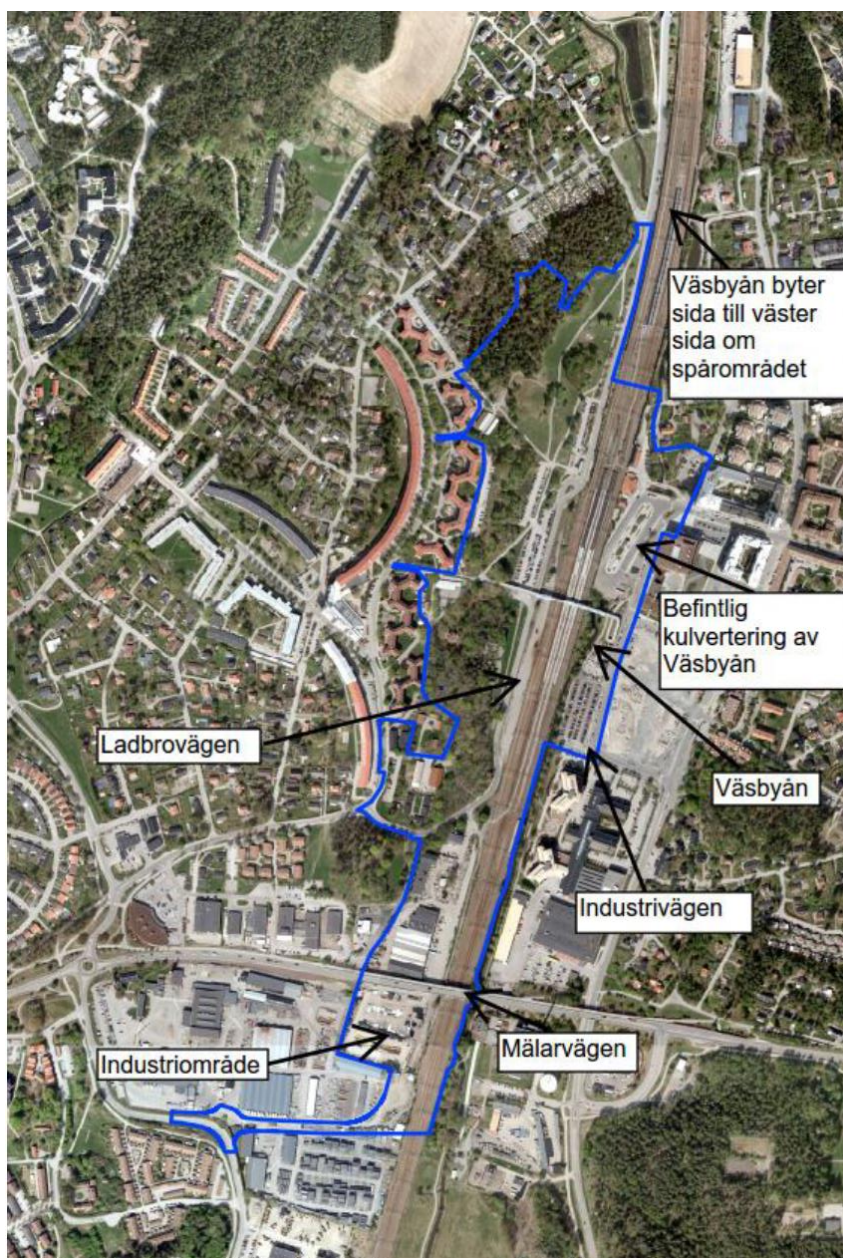 Väsbyån byter
sida till väster
sida om
spårområdet
Befintlig
kulvertering av
Väsbyån
Ladbrovägen
Väsbyån
Industrivägen
Mälarvägen
Industriområde